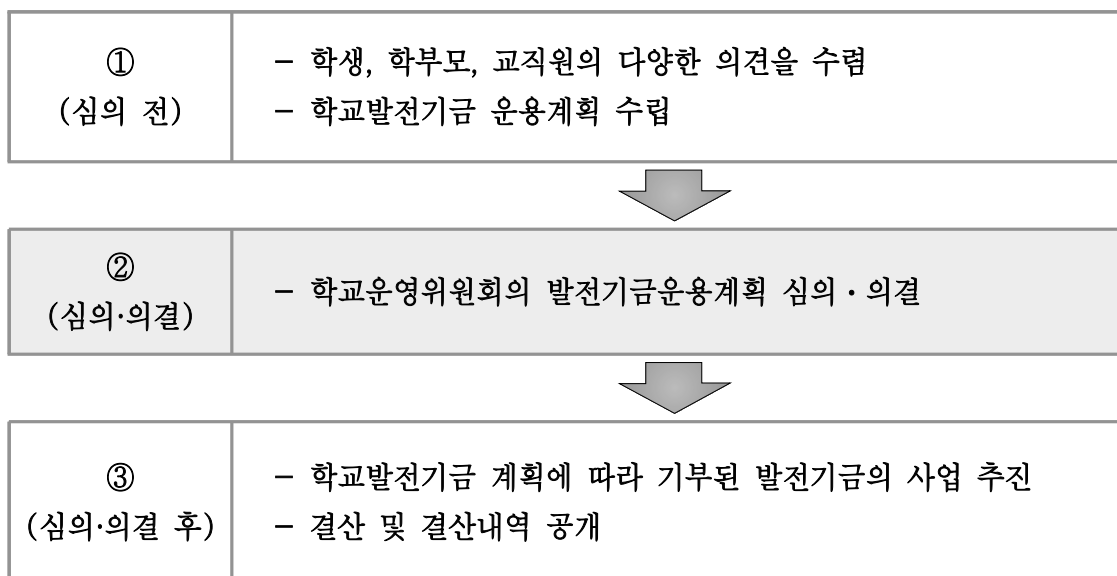 ①
(심의 전)
− 학생, 학부모, 교직원의 다양한 의견을 수렴
− 학교발전기금 운용계획 수립
②
(심의·의결)
− 학교운영위원회의 발전기금운용계획 심의·의결
③
(심의·의결 후)
− 학교발전기금 계획에 따라 기부된 발전기금의 사업 추진
− 결산 및 결산내역 공개